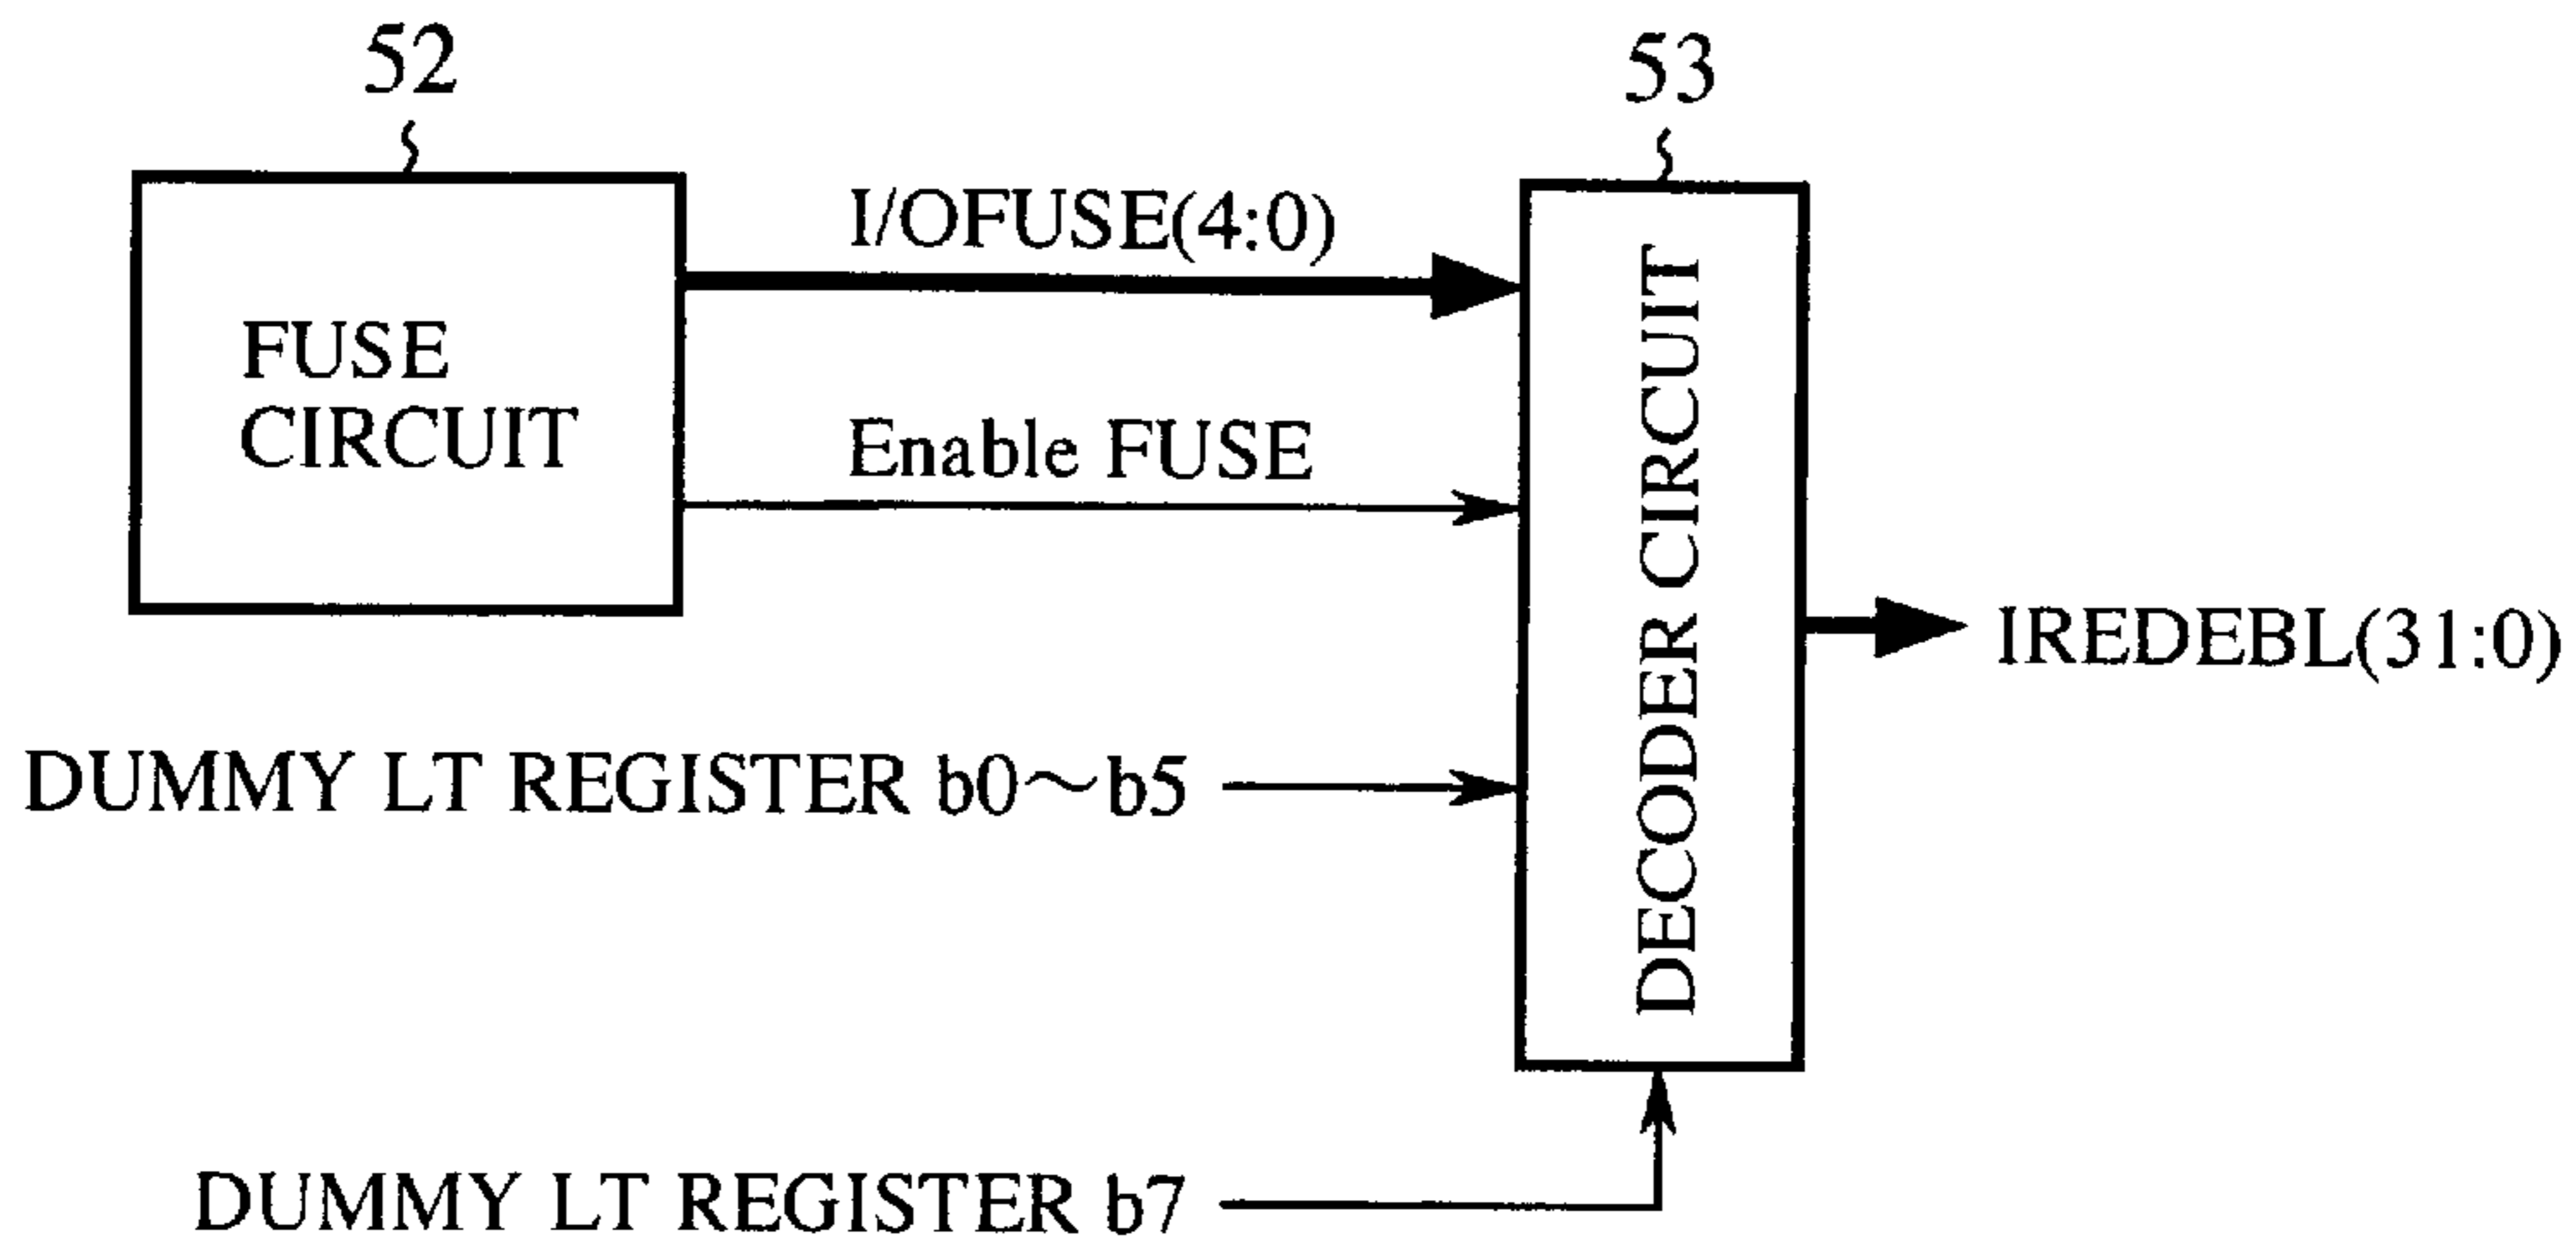 52
53
I/OFUSE(4:0)
FUSE
CIRCUIT
Enable FUSE
DECODER CIRCUIT
IREDEBL(31:0)
DUMMY LT REGISTER b0～b5
DUMMY LT REGISTER b7